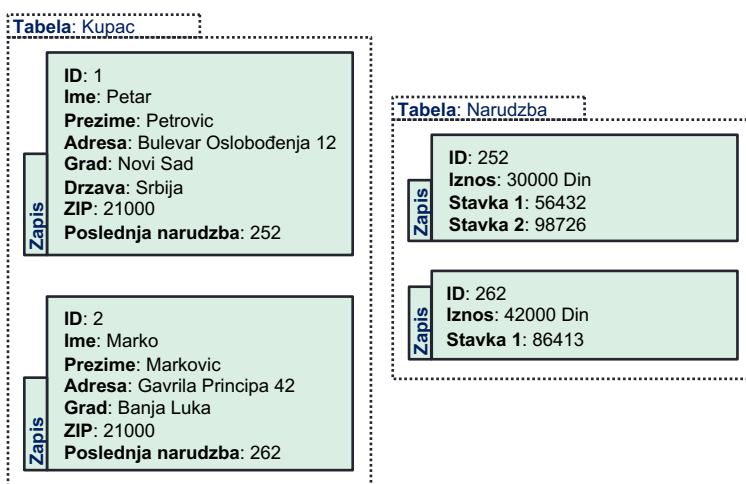 Tabela: Kupac
Zapis
ID: 1
Ime: Petar
Prezime: Petrovic
Adresa: Bulevar Oslobođenja 12
Grad: Novi Sad
Drzava: Srbija
ZIP: 21000
Poslednja narudzba: 252
Zapis
ID: 2
Ime: Marko
Prezime: Markovic
Adresa: Gavrila Principa 42
Grad: Banja Luka
ZIP: 21000
Poslednja narudzba: 262
Tabela: Narudzba
Zapis
ID: 252
Iznos: 30000 Din
Stavka 1: 56432
Stavka 2: 98726
Zapis
ID: 262
Iznos: 42000 Din
Stavka 1: 86413